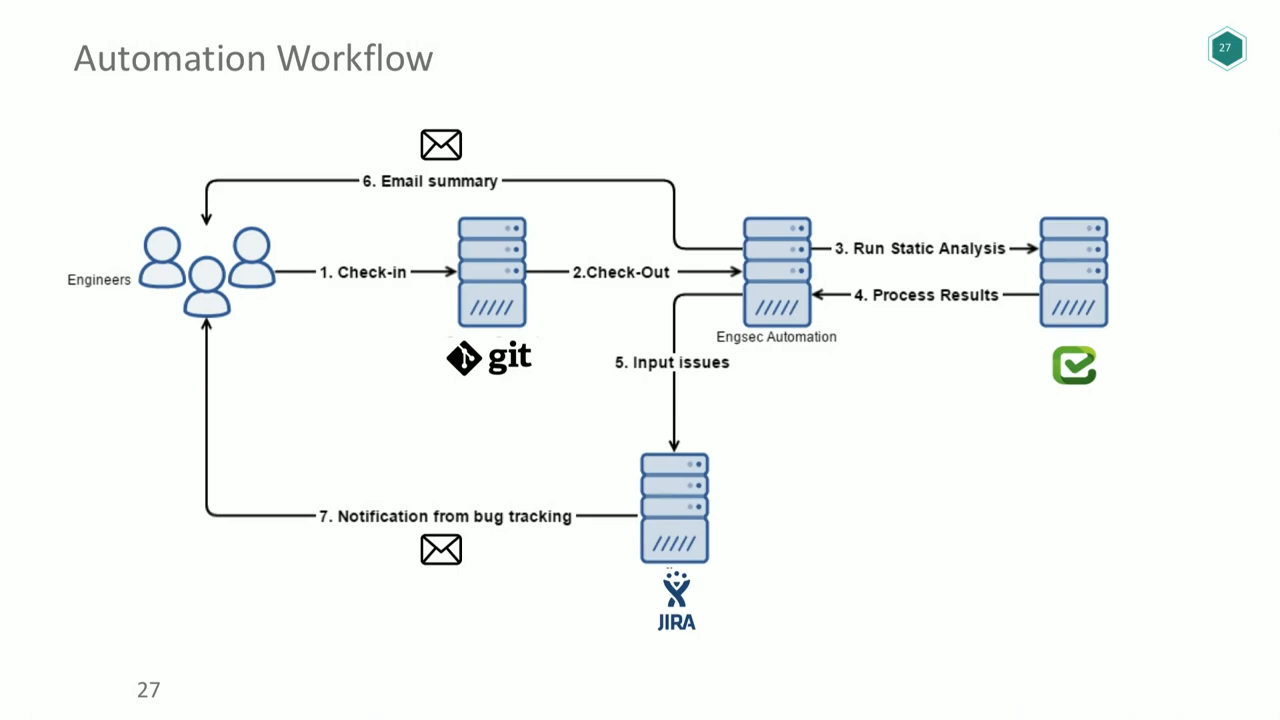 Automation Workflow
27
6. Email summary
Engineers
1. Check-in
2.Check-Out
3. Run Static Analysis
4. Process Results
Engsec Automation
git
5. Input issues
7. Notification from bug tracking
JIRA
27